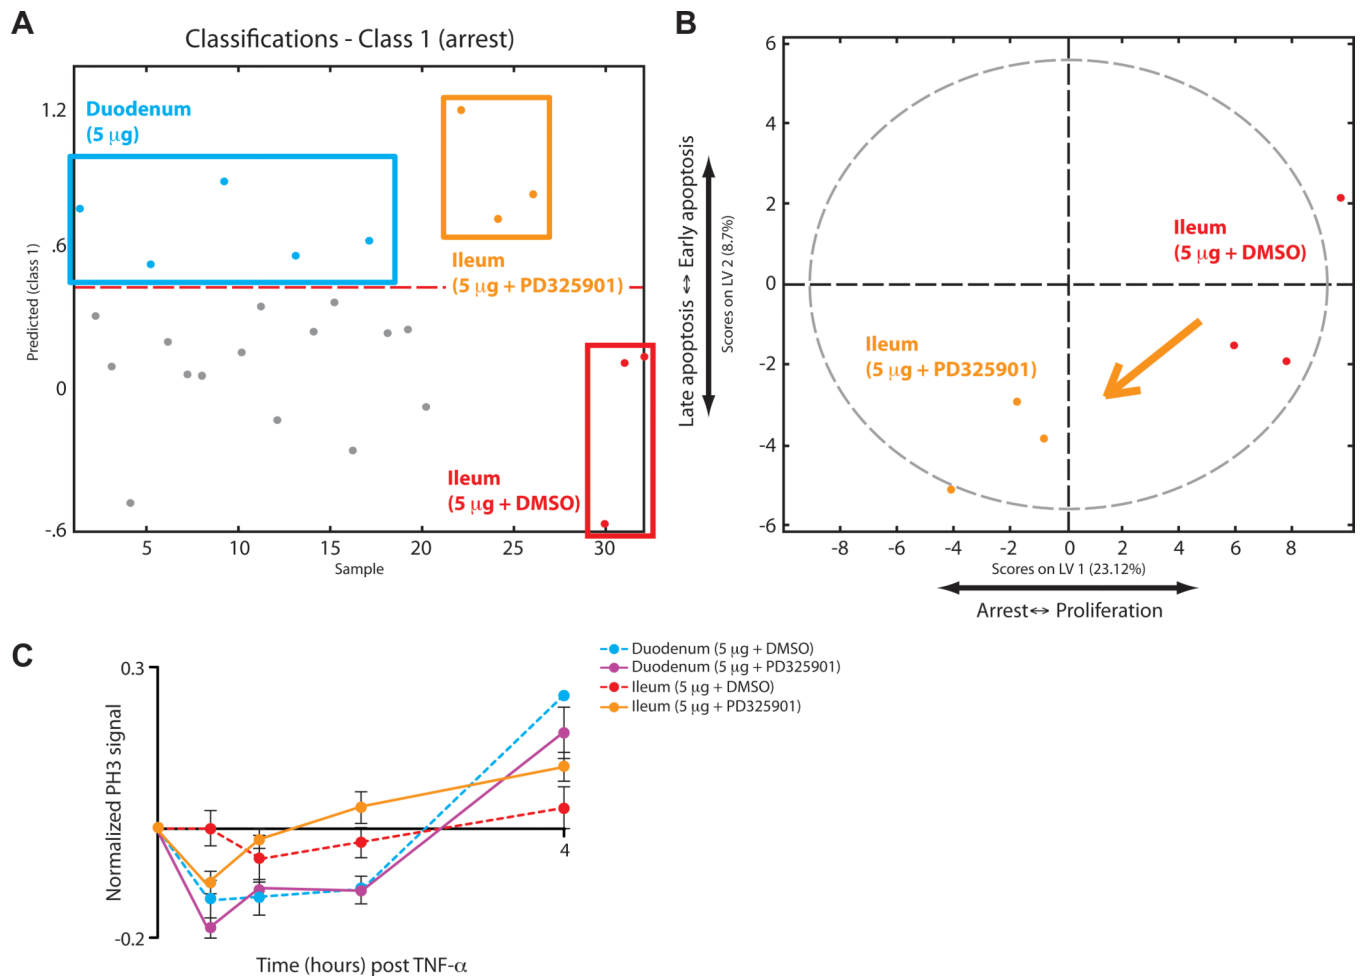 A
Classifications - Class 1 (arrest)
Predicted (class 1)
1.2
.6
0
-.6
Duodenum
(5 μg)
Ileum
(5 μg + PD325901)
Ileum
(5 μg + DMSO)
5 10 15 20 25 30
Sample
B
Late apoptosis ↔ Early apoptosis
Scores on LV 2 (8.7%)
6
4
2
0
-2
-4
-6
Ileum
(5 μg + DMSO)
Ileum
(5 μg + PD325901)
-8 -6 -4 -2 0 2 4 6 8
Scores on LV 1 (23.12%)
Arrest↔ Proliferation
C
Normalized PH3 signal
0.3
-0.2
4
Time (hours) post TNF-α
Duodenum (5 μg + DMSO)
Duodenum (5 μg + PD325901)
Ileum (5 μg + DMSO)
Ileum (5 μg + PD325901)